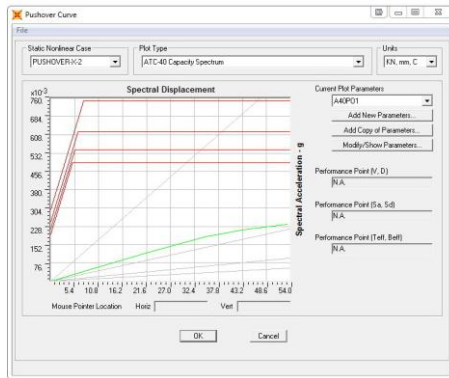 Pushover Curve
File
Static Nonlinear Case
PUSHOVER-X-2
Plot Type
ATC-40 Capacity Spectrum
Units
KN, mm, C
x10-3
Spectral Displacement
760.
684.
608.
532.
456.
380.
304.
228.
152.
76.
5.4 10.8 16.2 21.6 27.0 32.4 37.8 43.2 48.6 54.0
Spectral Acceleration - g
Mouse Pointer Location Horiz Vert
Current Plot Parameters
A40PO1
Add New Parameters...
Add Copy of Parameters...
Modify/Show Parameters...
Performance Point (V, D)
N.A.
Performance Point (Sa, Sd)
N.A.
Performance Point (Teff, Beff)
N.A.
OK Cancel